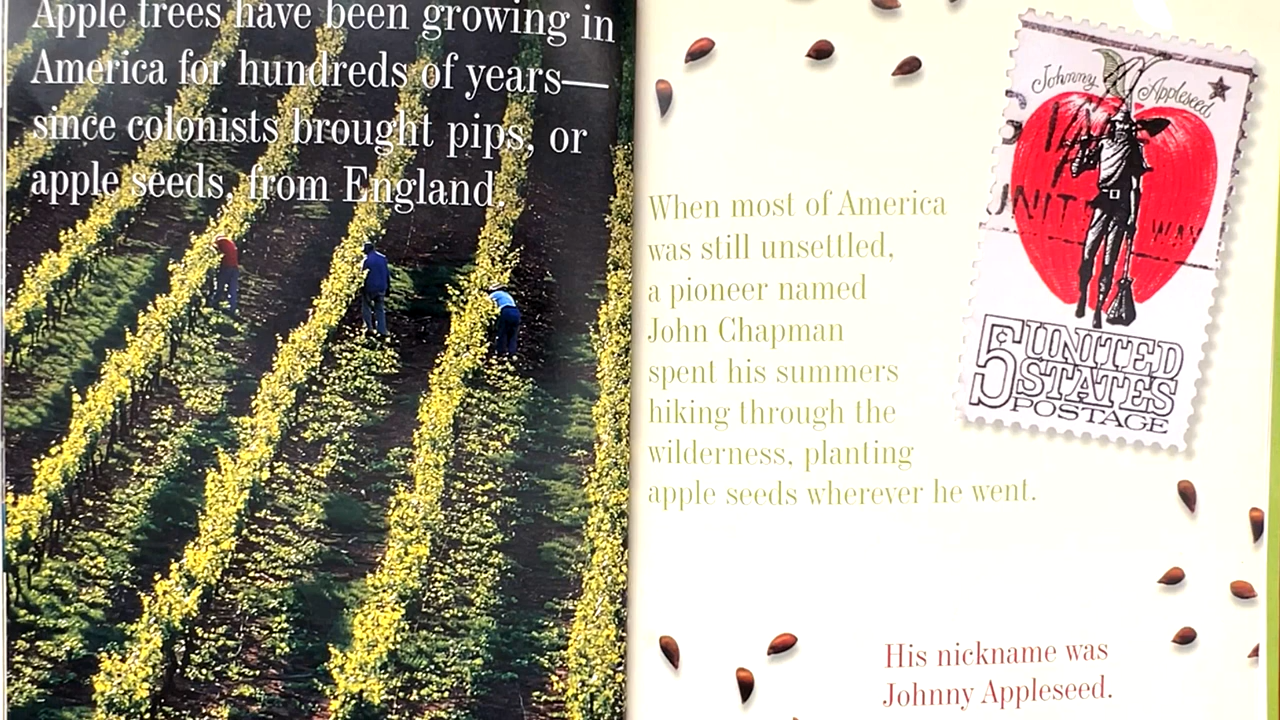 Apple trees have been growing in
America for hundreds of years—
since colonists brought pips, or
apple seeds, from England.
When most of America
was still unsettled,
a pioneer named
John Chapman
spent his summers
hiking through the
wilderness, planting
apple seeds wherever he went.
Johnny Appleseed
UNIT WAY
5 UNITED
STATES
POSTAGE
His nickname was
Johnny Appleseed.